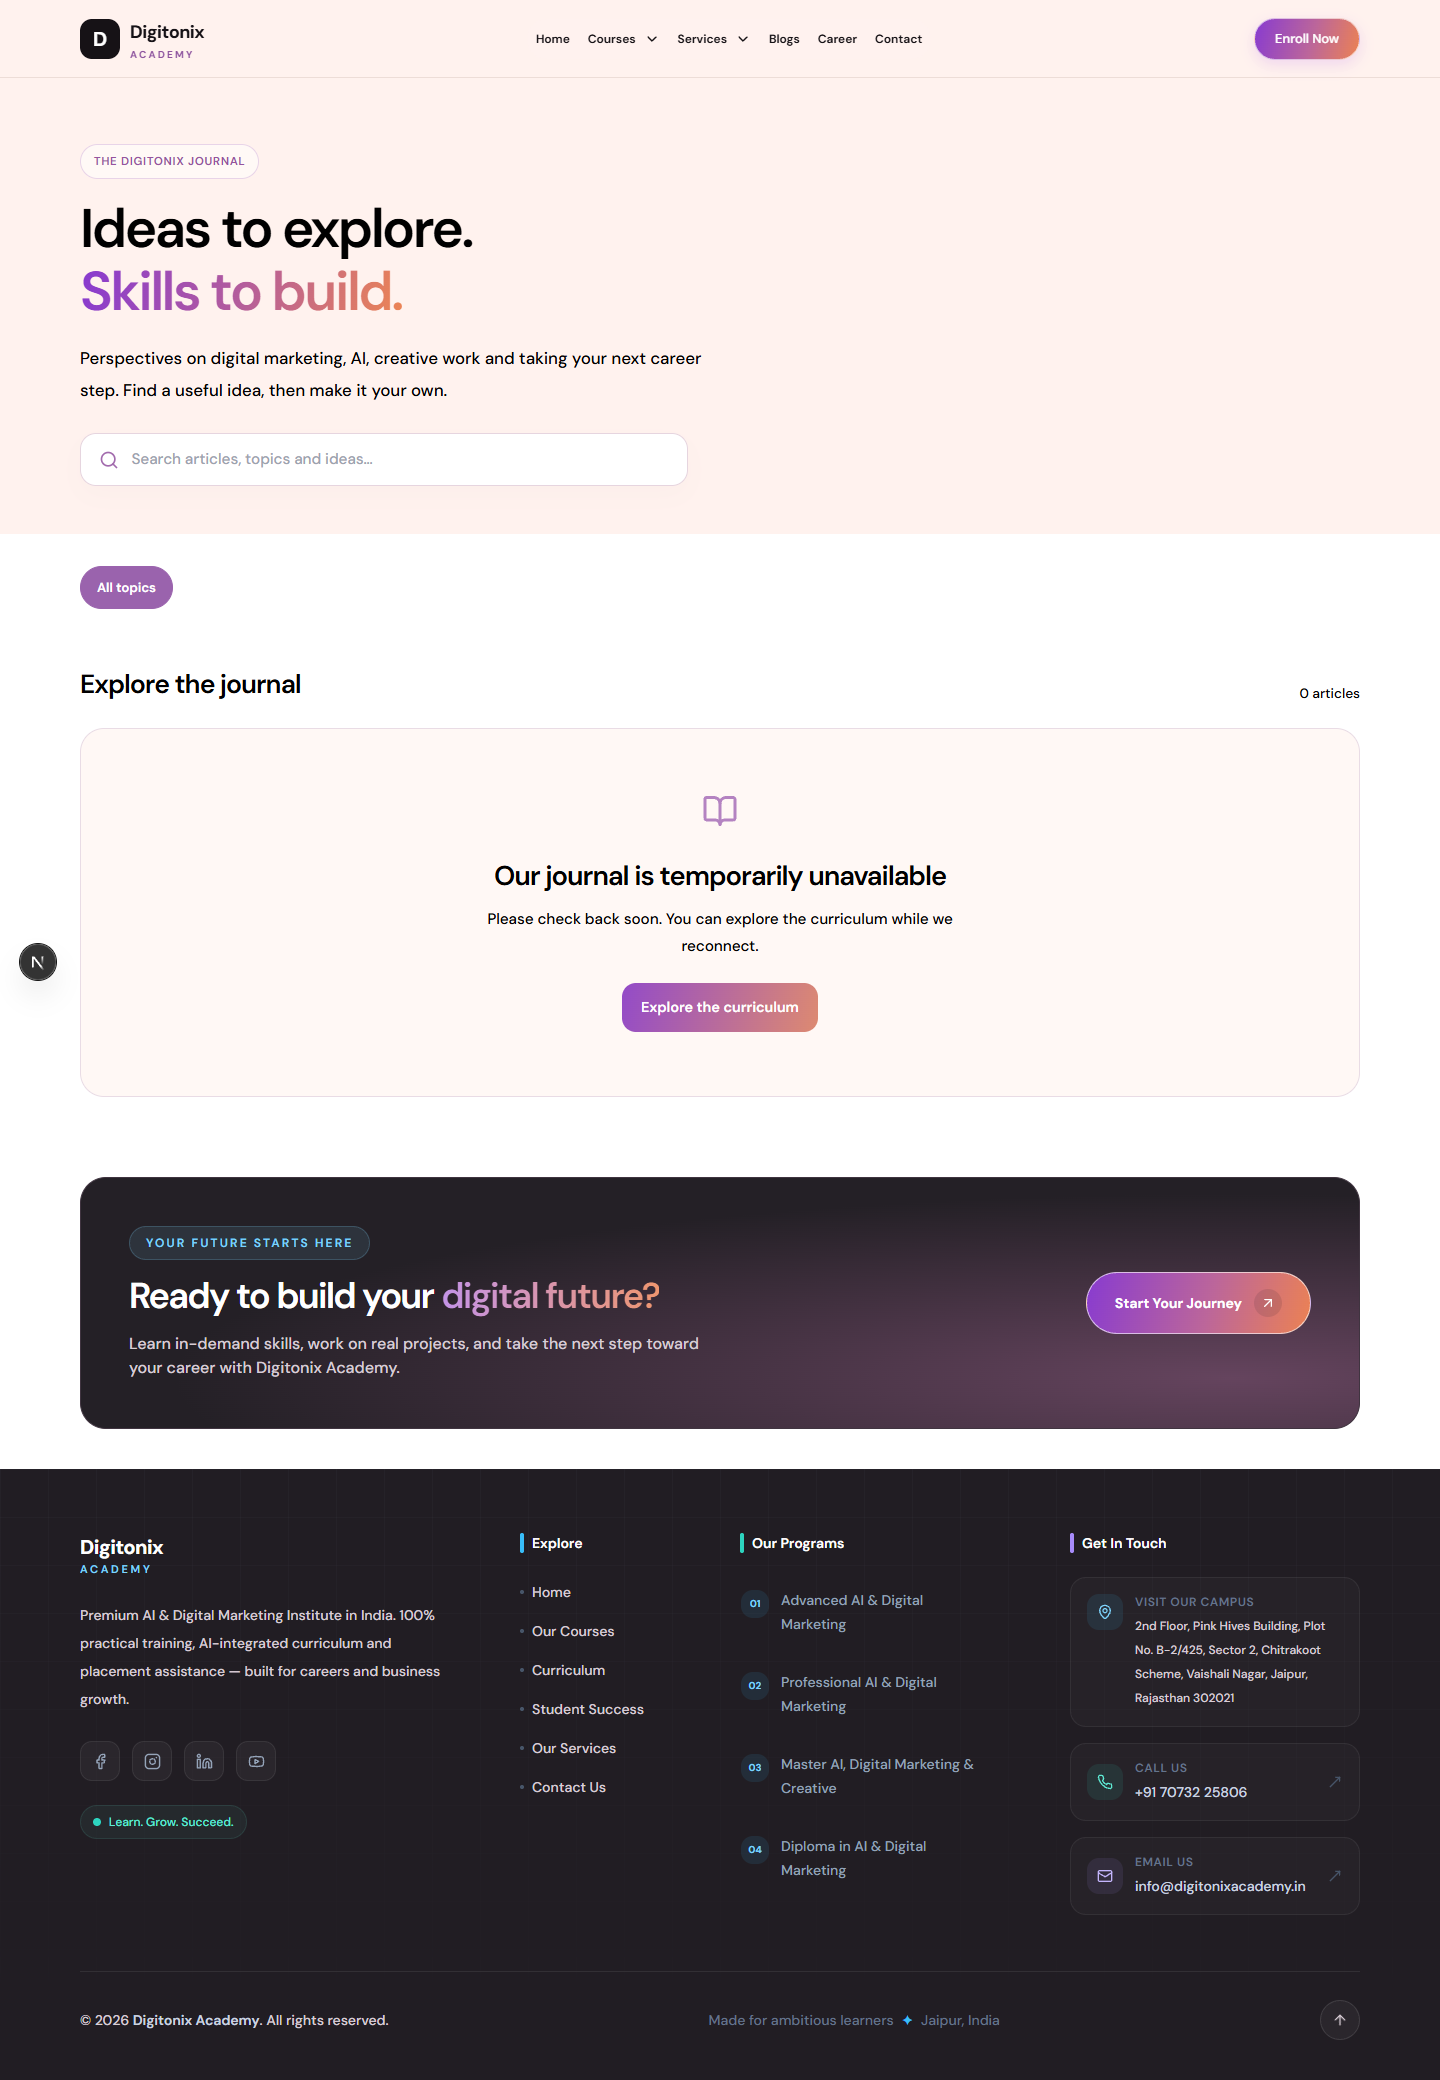 D
Digitonix
ACADEMY
Home
Courses
Services
Blogs
Career
Contact
Enroll Now
THE DIGITONIX JOURNAL
Ideas to explore.
Skills to build.
Perspectives on digital marketing, AI, creative work and taking your next career
step. Find a useful idea, then make it your own.
Search articles, topics and ideas...
All topics
Explore the journal
0 articles
Our journal is temporarily unavailable
Please check back soon. You can explore the curriculum while we
reconnect.
Explore the curriculum
N
YOUR FUTURE STARTS HERE
Ready to build your digital future?
Learn in-demand skills, work on real projects, and take the next step toward
your career with Digitonix Academy.
Start Your Journey
Digitonix
ACADEMY
Premium AI & Digital Marketing Institute in India. 100%
practical training, AI-integrated curriculum and
placement assistance — built for careers and business
growth.
Learn. Grow. Succeed.
Explore
Home
Our Courses
Curriculum
Student Success
Our Services
Contact Us
Our Programs
01
Advanced AI & Digital
Marketing
02
Professional AI & Digital
Marketing
03
Master AI, Digital Marketing &
Creative
04
Diploma in AI & Digital
Marketing
Get In Touch
VISIT OUR CAMPUS
2nd Floor, Pink Hives Building, Plot
No. B-2/425, Sector 2, Chitrakoot
Scheme, Vaishali Nagar, Jaipur,
Rajasthan 302021
CALL US
+91 70732 25806
EMAIL US
info@digitonixacademy.in
© 2026 Digitonix Academy. All rights reserved.
Made for ambitious learners ✦ Jaipur, India